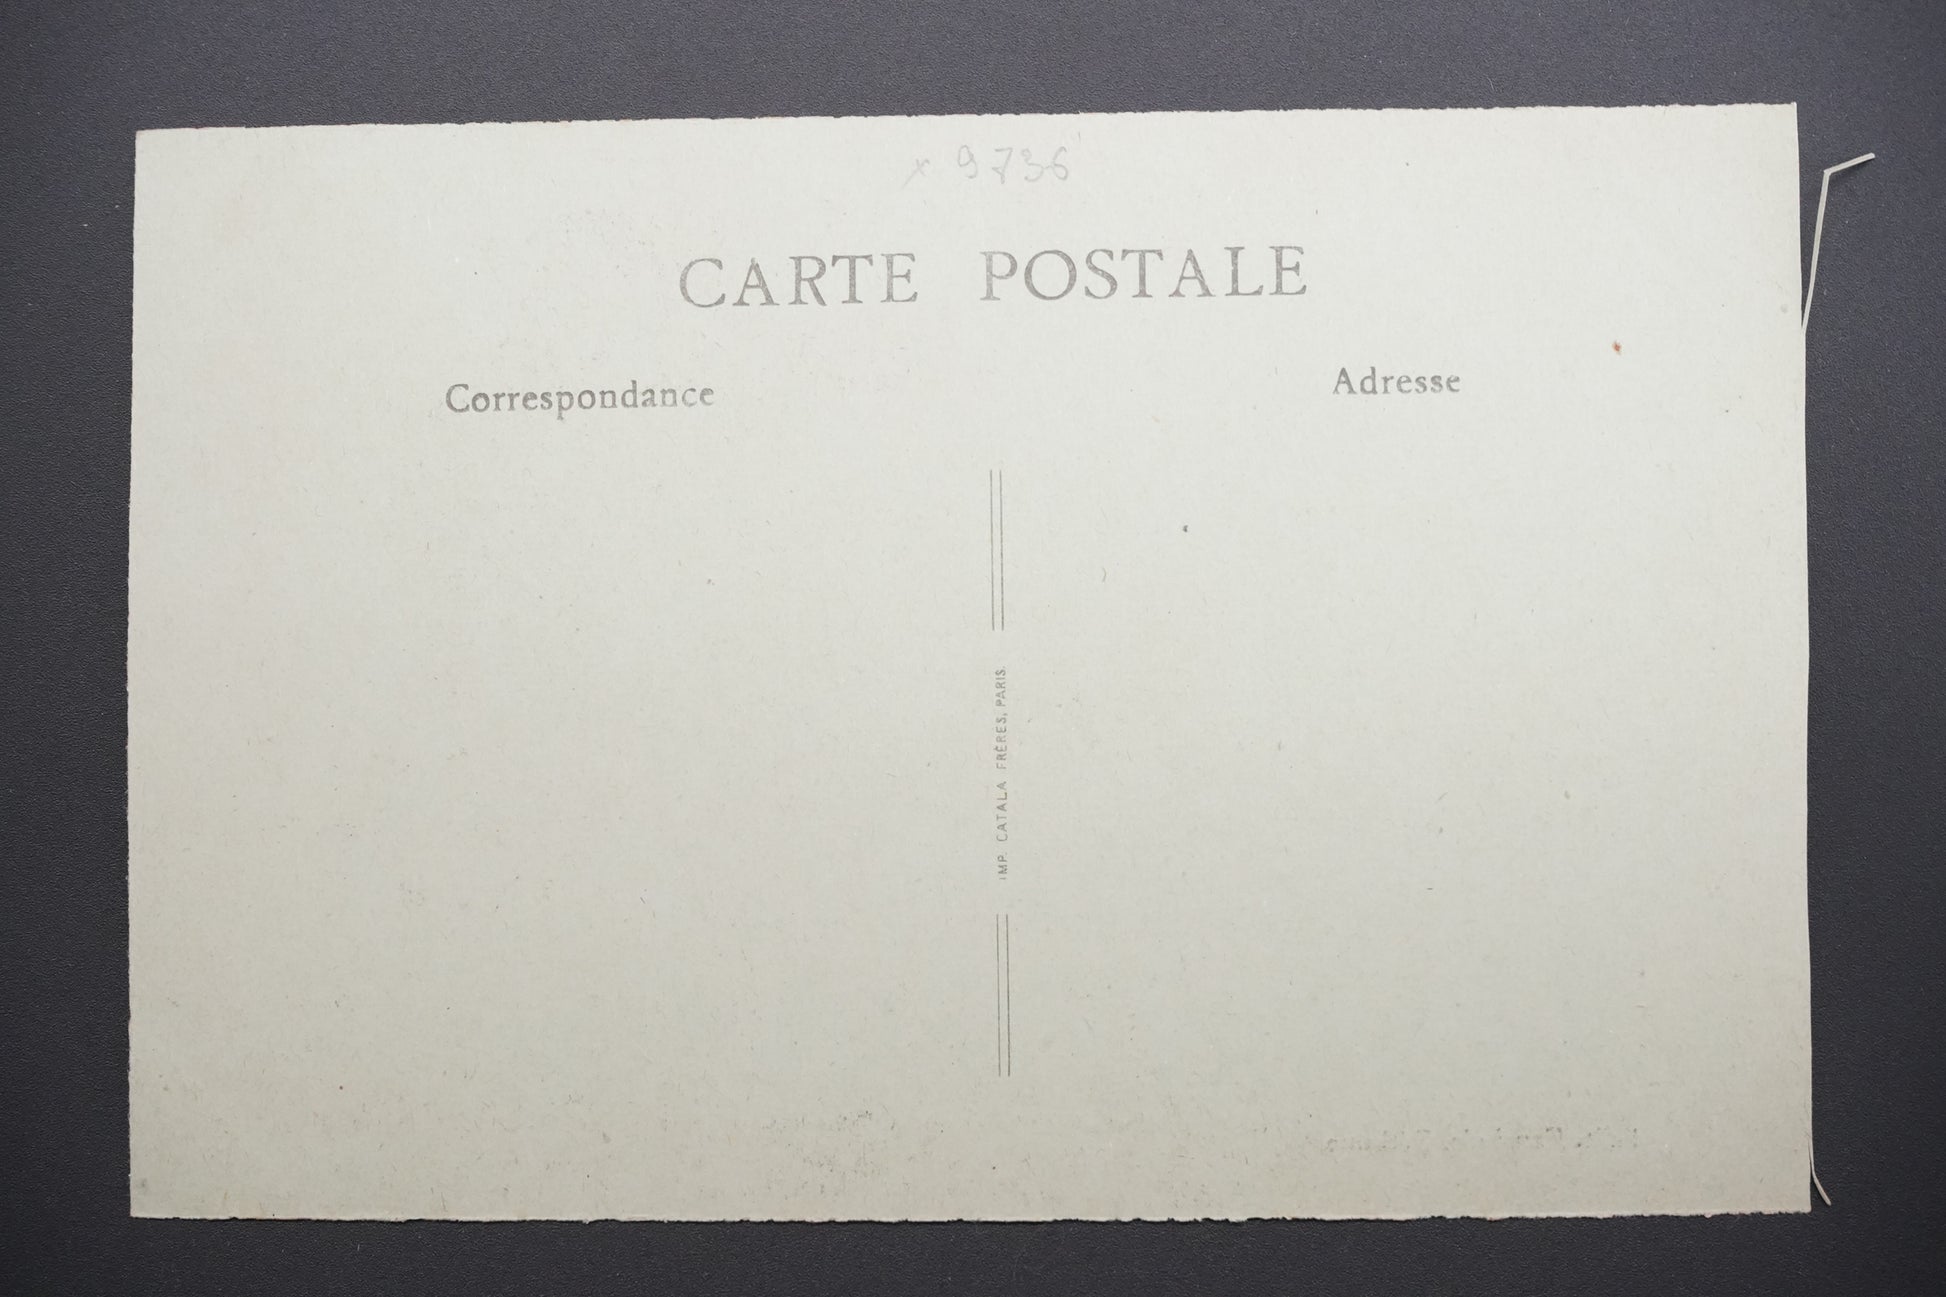 x 9736
CARTE POSTALE
Correspondance
Adresse
IMP. CATALA FRÈRES, PARIS.